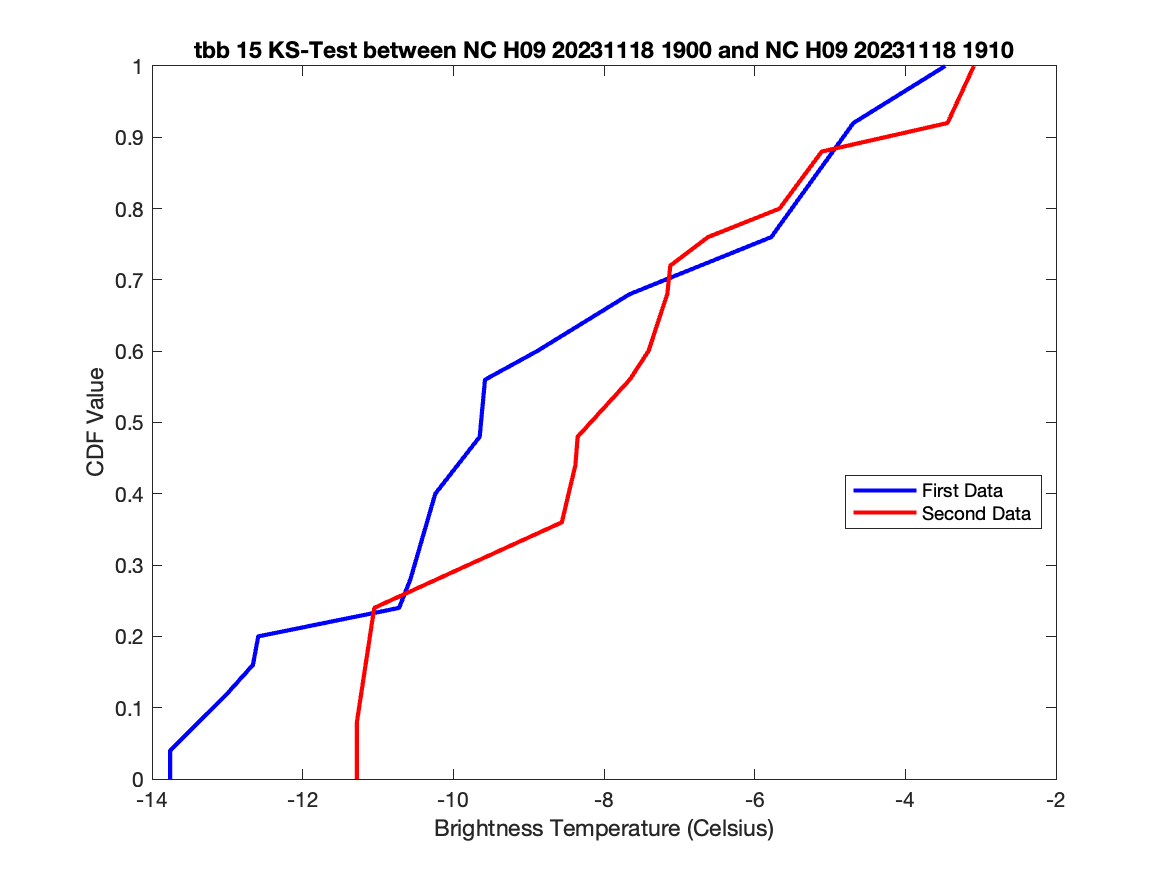 tbb 15 KS-Test between NC H09 20231118 1900 and NC H09 20231118 1910
1
0.9
0.8
0.7
0.6
0.5
0.4
0.3
0.2
0.1
0
CDF Value
First Data
Second Data
-14 -12 -10 -8 -6 -4 -2
Brightness Temperature (Celsius)